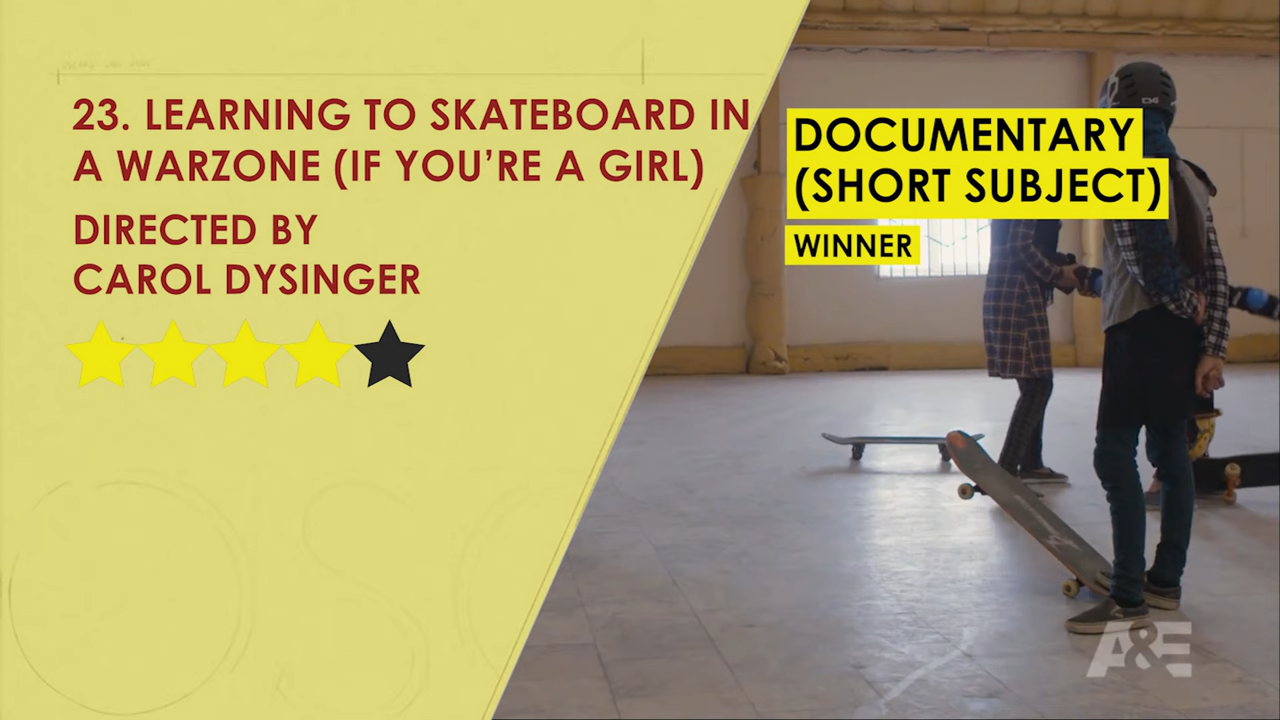 23. LEARNING TO SKATEBOARD IN
A WARZONE (IF YOU'RE A GIRL)
DIRECTED BY
CAROL DYSINGER
DOCUMENTARY
(SHORT SUBJECT)
WINNER
A&E